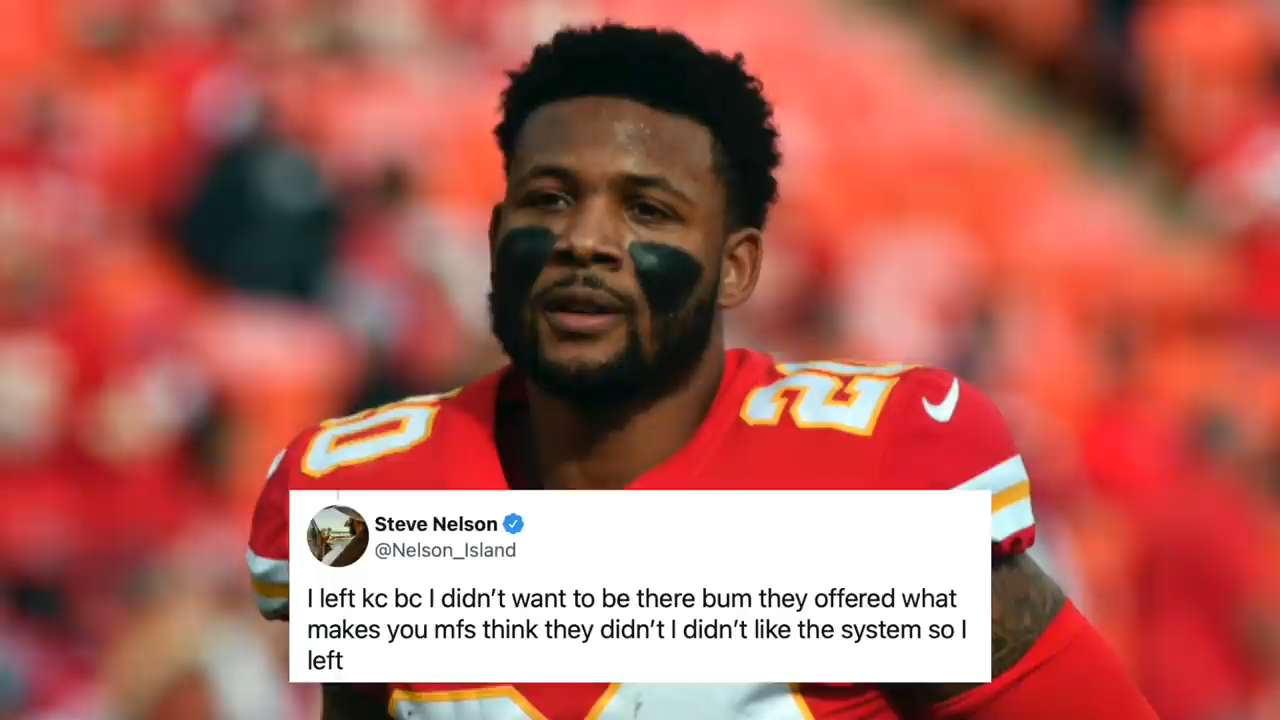 20
Steve Nelson
@Nelson_Island
I left kc bc I didn’t want to be there bum they offered what
makes you mfs think they didn’t I didn’t like the system so I
left